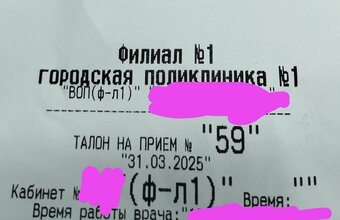 Филиал №1
городская поликлиника №1
"ВОП(ф-л1)"
ТАЛОН НА ПРИЕМ № "59"
"31.03.2025"
Кабинет № (ф-л1) "" Время:"
Время работы врача:"